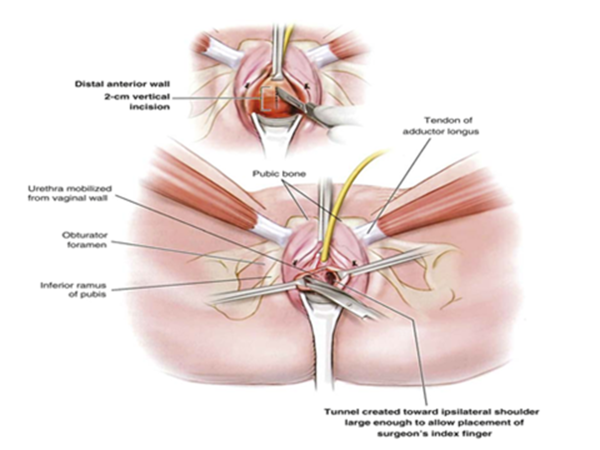 Distal anterior wall
2-cm vertical
incision
Tendon of
adductor longus
Pubic bone
Urethra mobilized
from vaginal wall
Obturator
foramen
Inferior ramus
of pubis
Tunnel created toward ipsilateral shoulder
large enough to allow placement of
surgeon's index finger